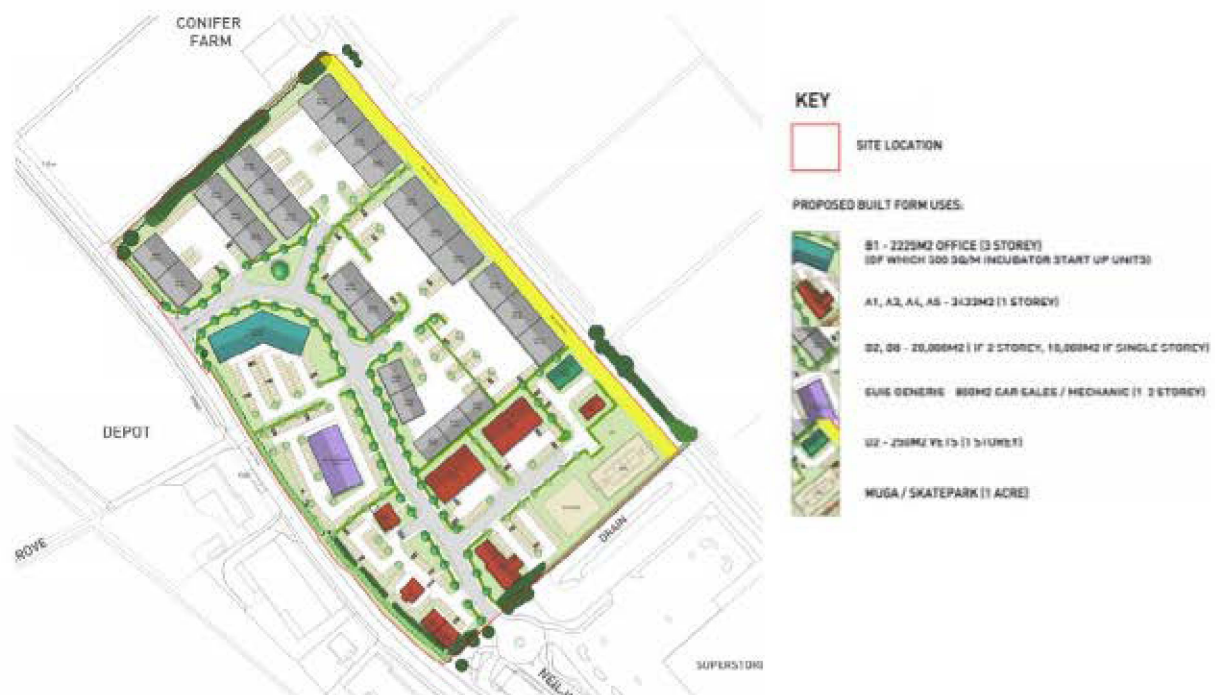 CONIFER
FARM
DEPOT
ROVE
DRAIN
SUPERSTORE
KEY
SITE LOCATION
PROPOSED BUILT FORM USES:
B1 - 2225M2 OFFICE (3 STOREY)
(OF WHICH 500 SQ/M INCUBATOR START UP UNITS)
A1, A3, A4, A5 - 2433M2 (1 STOREY)
B2, B8 - 20,000M2 ( IF 2 STOREY, 10,000M2 IF SINGLE STOREY)
SUIS GENERIS - 800M2 CAR SALES / MECHANIC (1 2 STOREY)
D2 - 250M2 VETS (1 STOREY)
MUGA / SKATEPARK (1 ACRE)